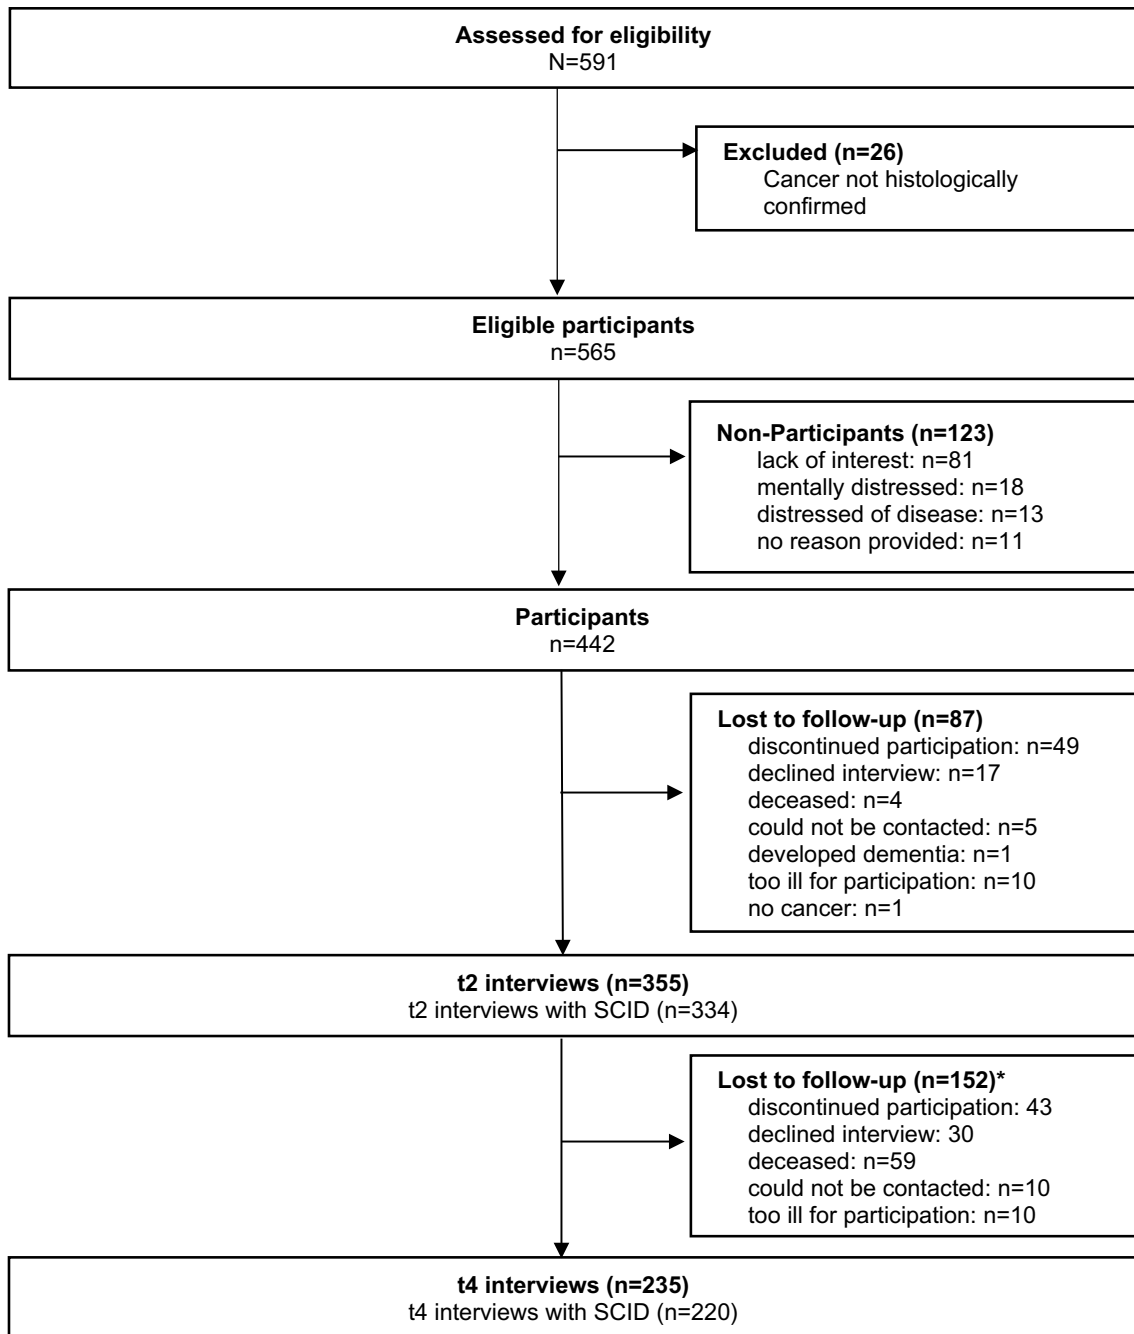 Assessed for eligibility
N=591
Excluded (n=26)
Cancer not histologically
confirmed
Eligible participants
n=565
Non-Participants (n=123)
lack of interest: n=81
mentally distressed: n=18
distressed of disease: n=13
no reason provided: n=11
Participants
n=442
Lost to follow-up (n=87)
discontinued participation: n=49
declined interview: n=17
deceased: n=4
could not be contacted: n=5
developed dementia: n=1
too ill for participation: n=10
no cancer: n=1
t2 interviews (n=355)
t2 interviews with SCID (n=334)
Lost to follow-up (n=152)*
discontinued participation: 43
declined interview: 30
deceased: n=59
could not be contacted: n=10
too ill for participation: n=10
t4 interviews (n=235)
t4 interviews with SCID (n=220)